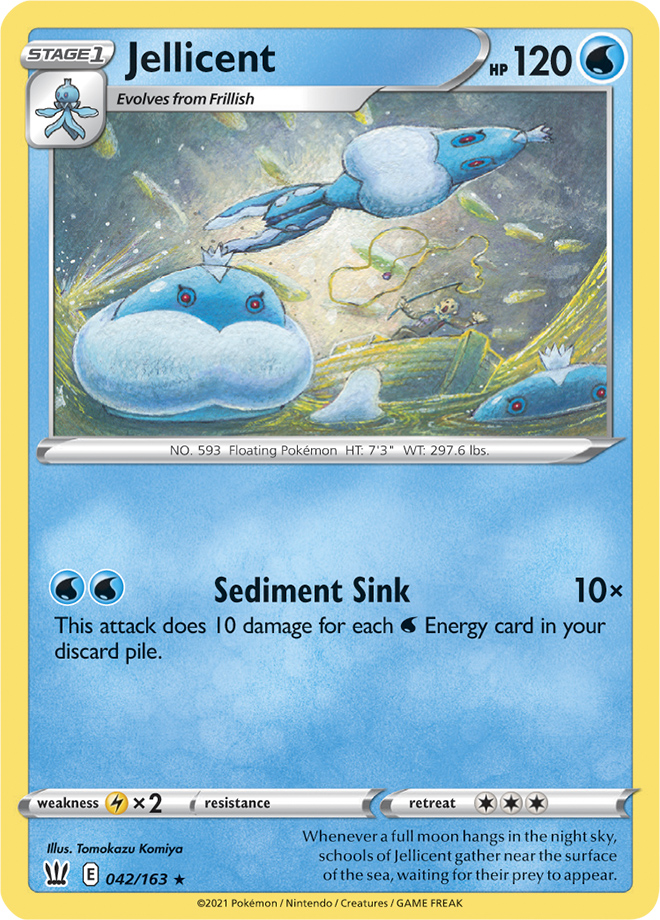 STAGE1
Jellicent
HP 120
Evolves from Frillish
NO. 593 Floating Pokémon HT: 7'3" WT: 297.6 lbs.
Sediment Sink 10×
This attack does 10 damage for each Energy card in your
discard pile.
weakness ×2 resistance retreat
Illus. Tomokazu Komiya
Whenever a full moon hangs in the night sky,
schools of Jellicent gather near the surface
of the sea, waiting for their prey to appear.
E 042/163 ★
©2021 Pokémon / Nintendo / Creatures / GAME FREAK